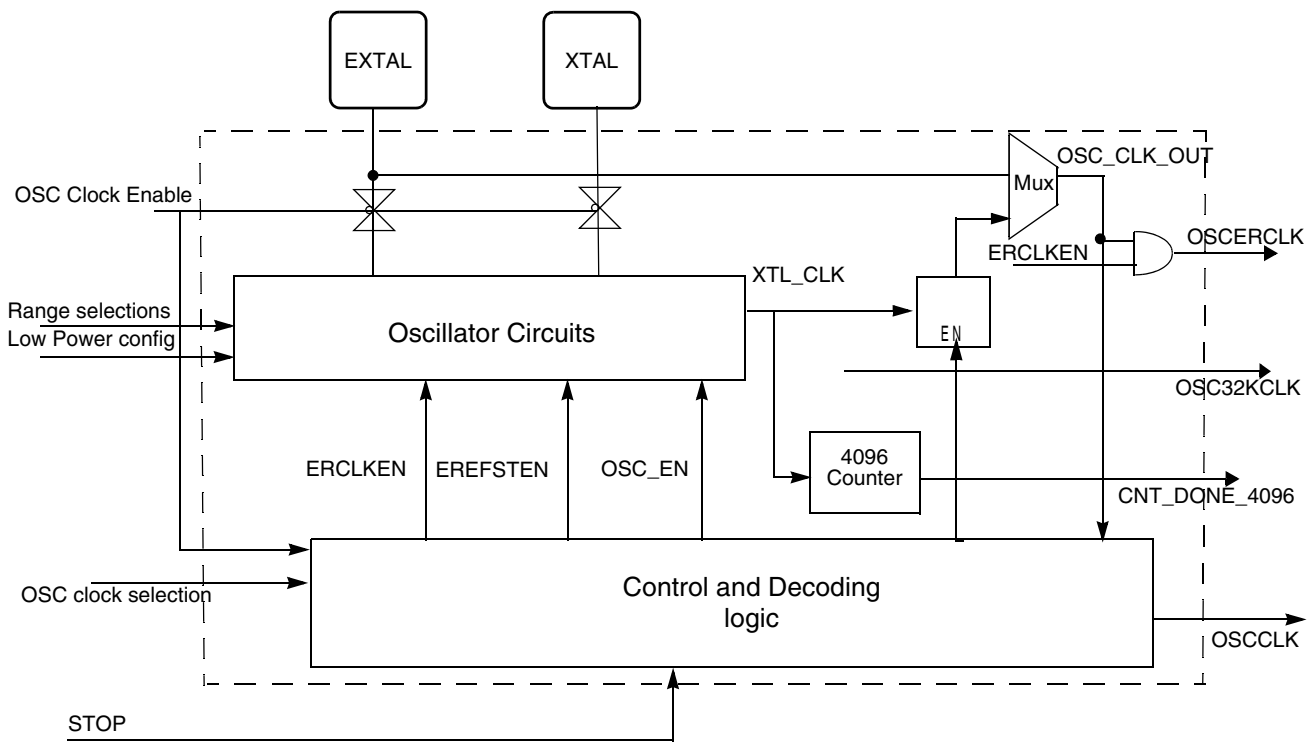 EXTAL
XTAL
OSC_CLK_OUT
Mux
OSC Clock Enable
ERCLKEN
OSCERCLK
XTL_CLK
Range selections
Low Power config
Oscillator Circuits
EN
OSC32KCLK
ERCLKEN
EREFSTEN
OSC_EN
4096
Counter
CNT_DONE_4096
OSC clock selection
Control and Decoding
logic
OSCCLK
STOP